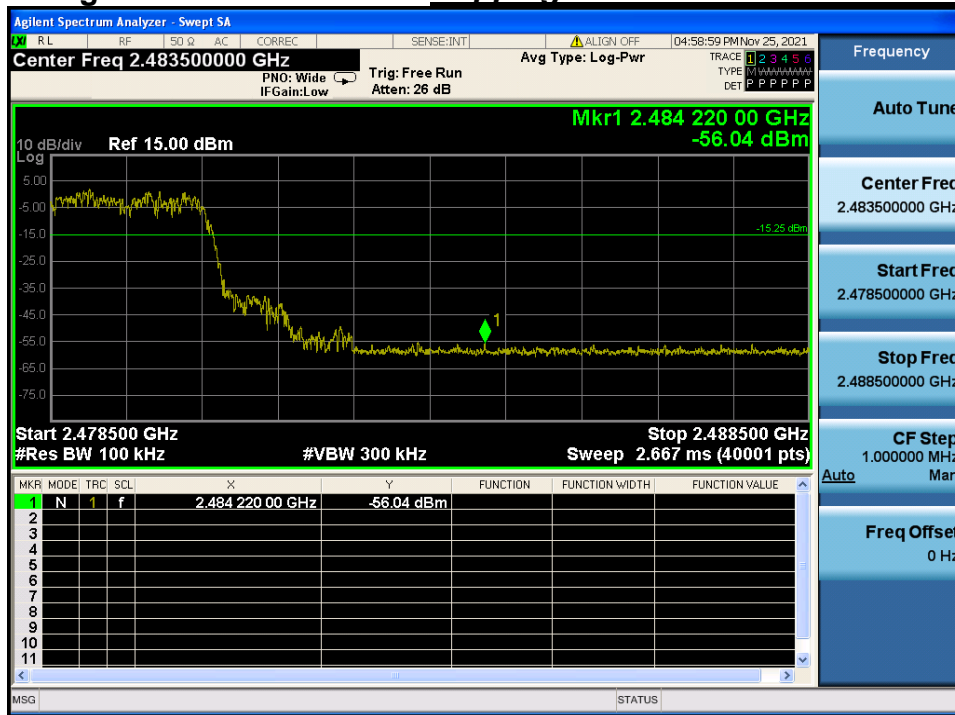 Agilent Spectrum Analyzer - Swept SA
LXI RL RF 50 Ω AC CORREC SENSE:INT ALIGN OFF 04:58:59 PM Nov 25, 2021
Center Freq 2.483500000 GHz
PNO: Wide
IFGain:Low
Trig: Free Run
Atten: 26 dB
Avg Type: Log-Pwr
TRACE 1 2 3 4 5 6
TYPE M WWWWW
DET P P P P P P
Mkr1 2.484 220 00 GHz
-56.04 dBm
10 dB/div Ref 15.00 dBm
Log
5.00
-5.00
-15.0
-15.25 dBm
-25.0
-35.0
-45.0
1
-55.0
-65.0
-75.0
Start 2.478500 GHz Stop 2.488500 GHz
#Res BW 100 kHz #VBW 300 kHz Sweep 2.667 ms (40001 pts)
MKR MODE TRC SCL X Y FUNCTION FUNCTION WIDTH FUNCTION VALUE
1 N 1 f 2.484 220 00 GHz -56.04 dBm
2
3
4
5
6
7
8
9
10
11
MSG STATUS
Frequency
Auto Tune
Center Freq
2.483500000 GHz
Start Freq
2.478500000 GHz
Stop Freq
2.488500000 GHz
CF Step
1.000000 MHz
Auto Man
Freq Offset
0 Hz